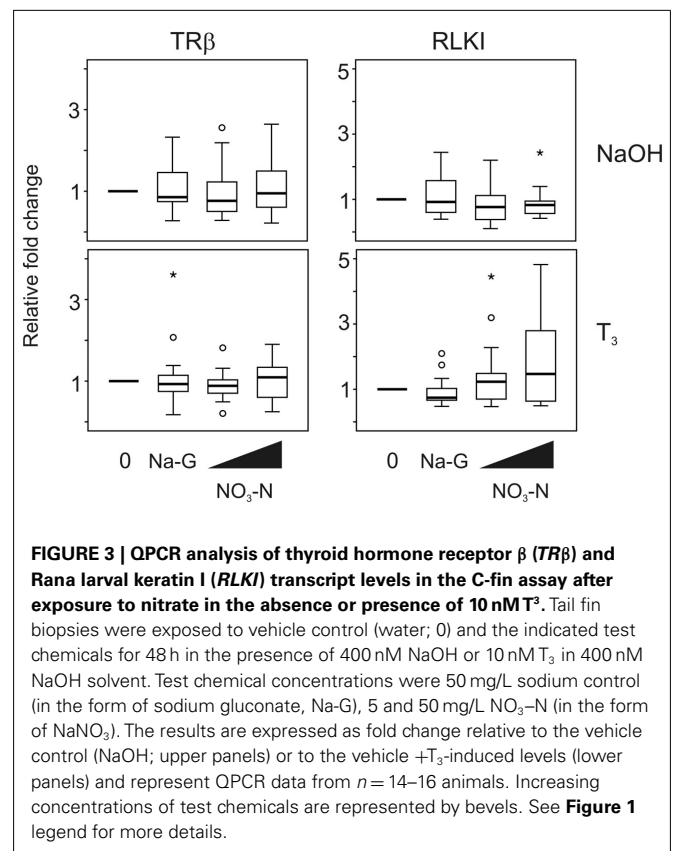 TRβ RLKI
5
3 3
NaOH
1 1
Relative fold change
5
3 3
T₃
1 1
0 Na-G 0 Na-G
NO₃-N NO₃-N
FIGURE 3 | QPCR analysis of thyroid hormone receptor β (TRβ) and
Rana larval keratin I (RLKI) transcript levels in the C-fin assay after
exposure to nitrate in the absence or presence of 10 nM T³. Tail fin
biopsies were exposed to vehicle control (water; 0) and the indicated test
chemicals for 48 h in the presence of 400 nM NaOH or 10 nM T₃ in 400 nM
NaOH solvent. Test chemical concentrations were 50 mg/L sodium control
(in the form of sodium gluconate, Na-G), 5 and 50 mg/L NO₃–N (in the form
of NaNO₃). The results are expressed as fold change relative to the vehicle
control (NaOH; upper panels) or to the vehicle +T₃-induced levels (lower
panels) and represent QPCR data from n = 14–16 animals. Increasing
concentrations of test chemicals are represented by bevels. See Figure 1
legend for more details.